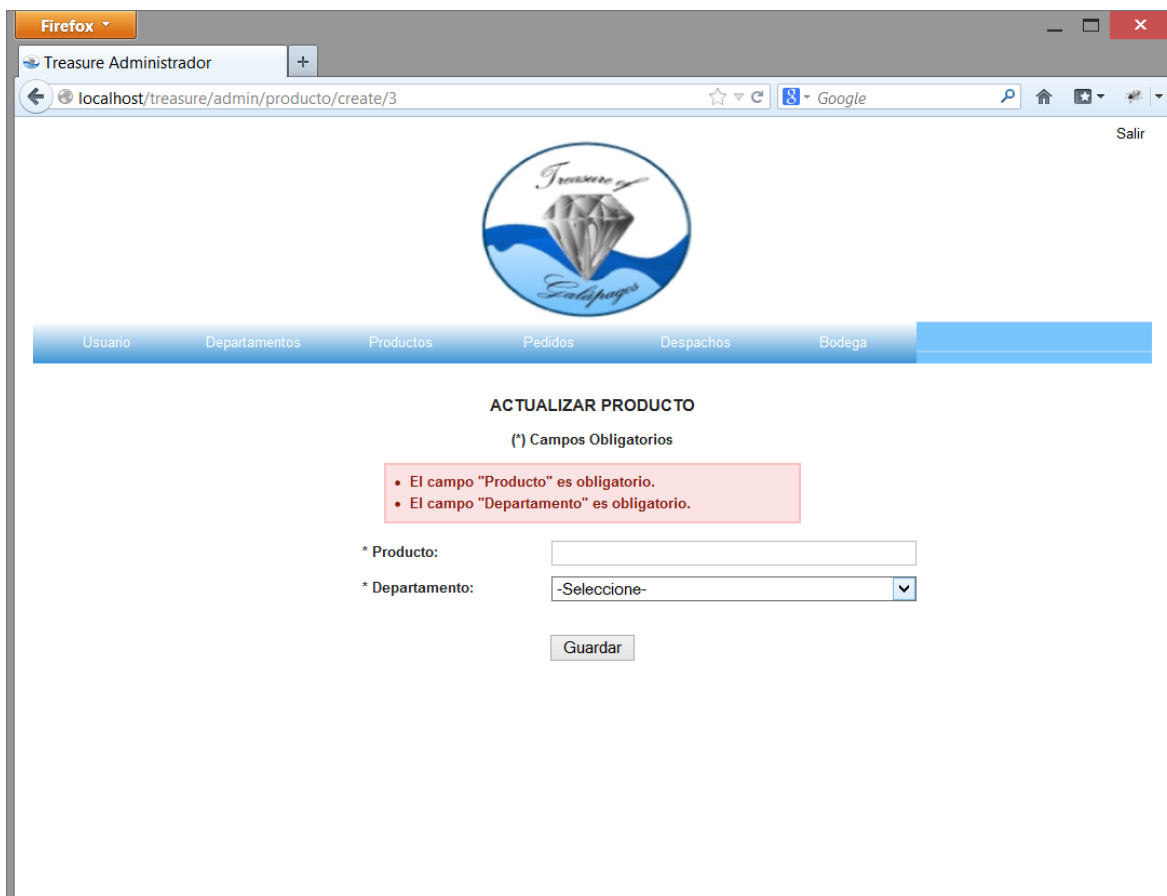 Firefox
Treasure Administrador +
localhost/treasure/admin/producto/create/3 8 Google
Salir
Treasure of
Galápagos
Usuario Departamentos Productos Pedidos Despachos Bodega
ACTUALIZAR PRODUCTO
(*) Campos Obligatorios
• El campo "Producto" es obligatorio.
• El campo "Departamento" es obligatorio.
* Producto:
* Departamento: -Seleccione-
Guardar